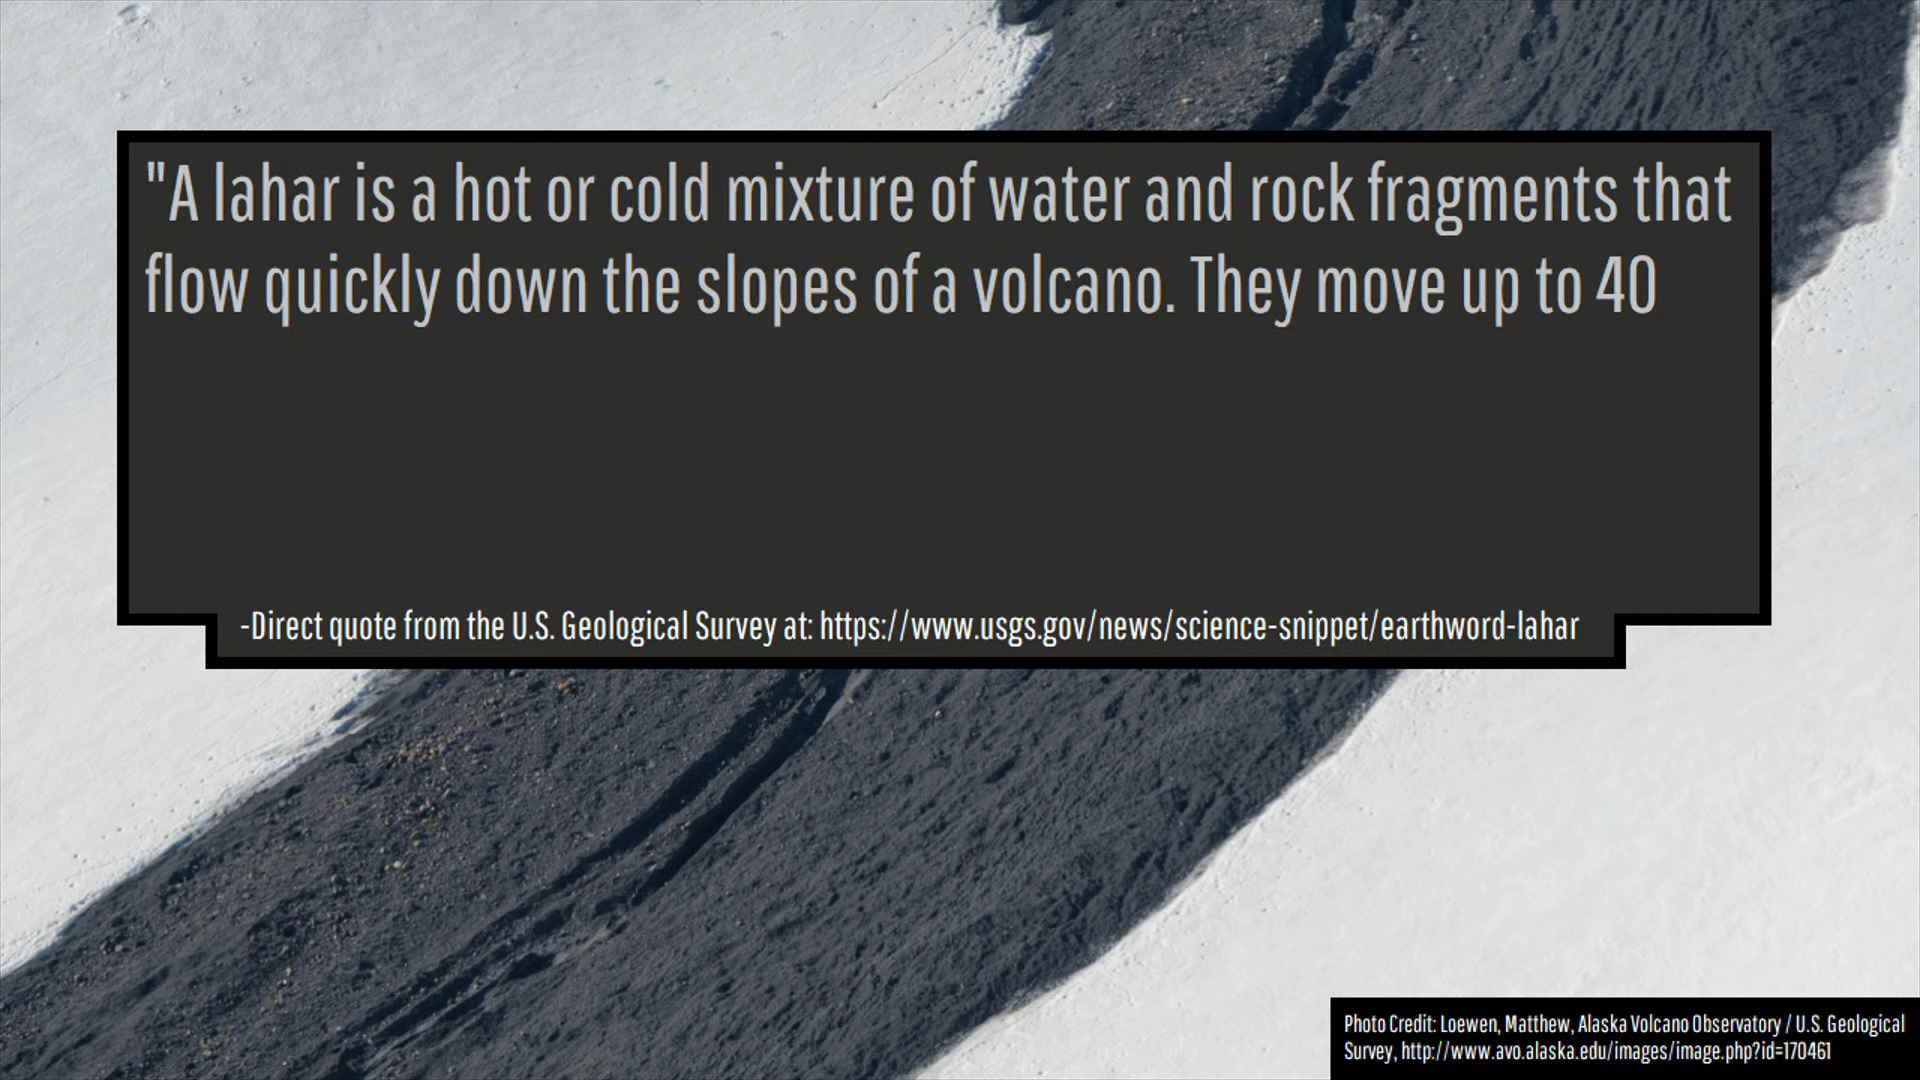 "A lahar is a hot or cold mixture of water and rock fragments that
flow quickly down the slopes of a volcano. They move up to 40
-Direct quote from the U.S. Geological Survey at: https://www.usgs.gov/news/science-snippet/earthword-lahar
Photo Credit: Loewen, Matthew, Alaska Volcano Observatory / U.S. Geological
Survey, http://www.avo.alaska.edu/images/image.php?id=170461